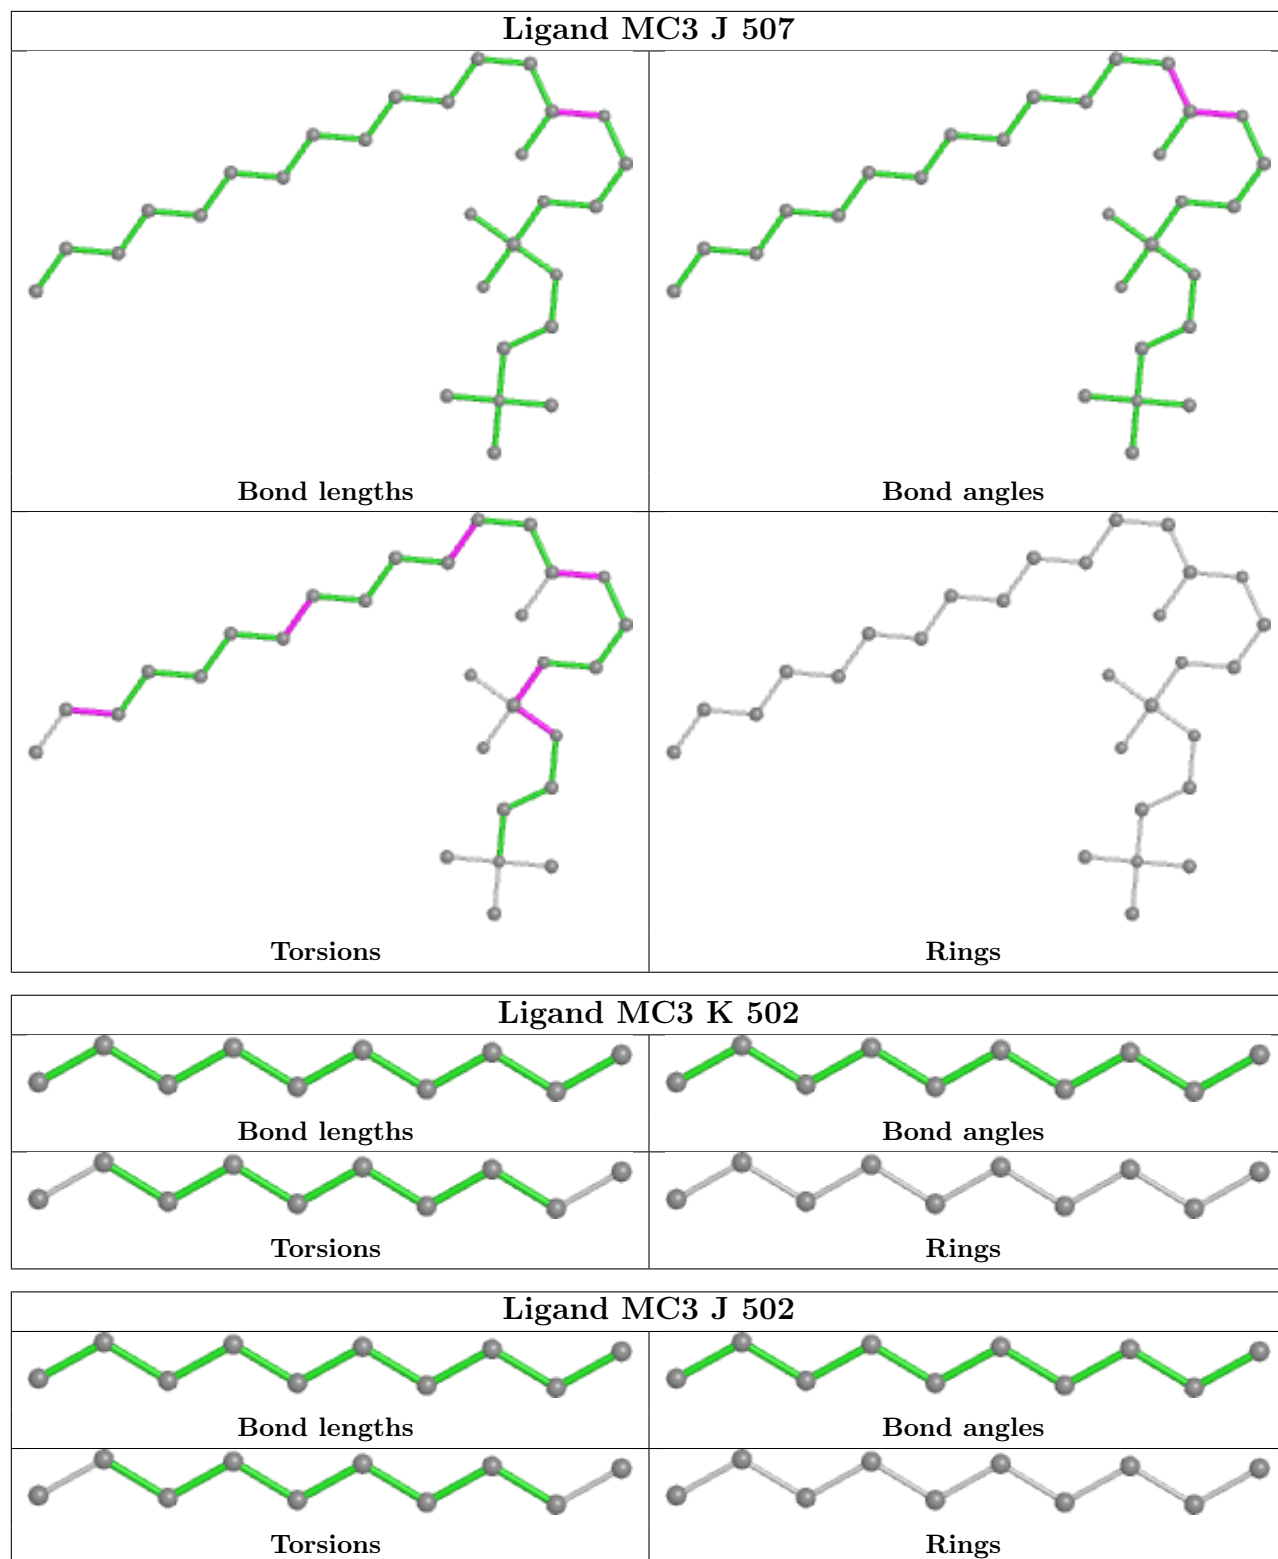 Ligand MC3 J 507
Bond lengths
Bond angles
Torsions
Rings
Ligand MC3 K 502
Bond lengths
Bond angles
Torsions
Rings
Ligand MC3 J 502
Bond lengths
Bond angles
Torsions
Rings